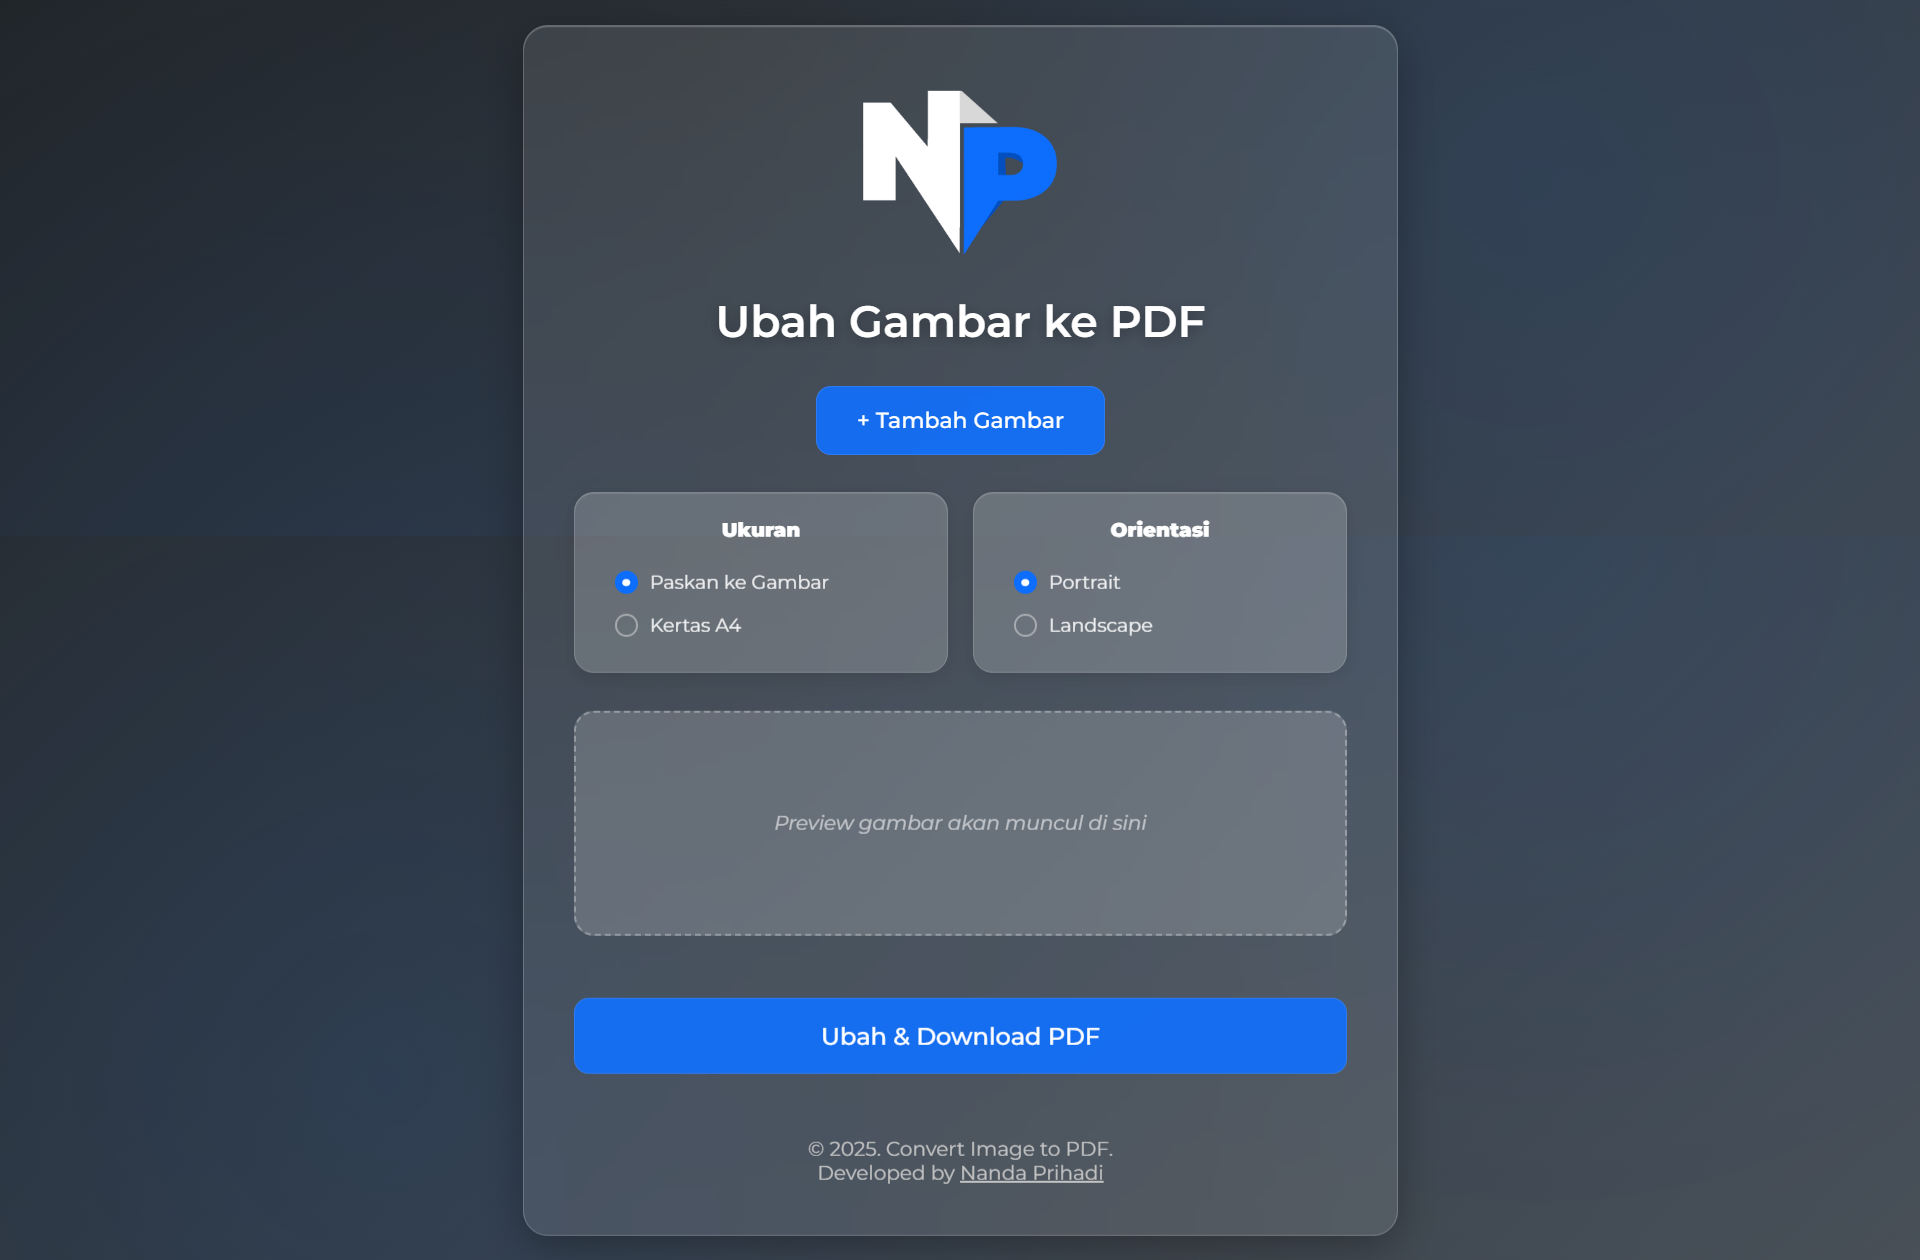 NP
Ubah Gambar ke PDF
+ Tambah Gambar
Ukuran
Paskan ke Gambar
Kertas A4
Orientasi
Portrait
Landscape
Preview gambar akan muncul di sini
Ubah & Download PDF
© 2025. Convert Image to PDF.
Developed by Nanda Prihadi